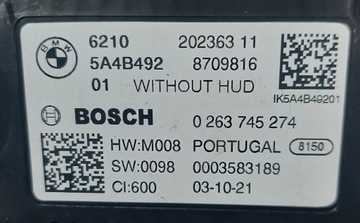 BMW
6210 202363 11
5A4B492 8709816
01 WITHOUT HUD
IK5A4B49201
BOSCH 0 263 745 274
HW:M008 PORTUGAL 8150
SW:0098 0003583189
CI:600 03-10-21